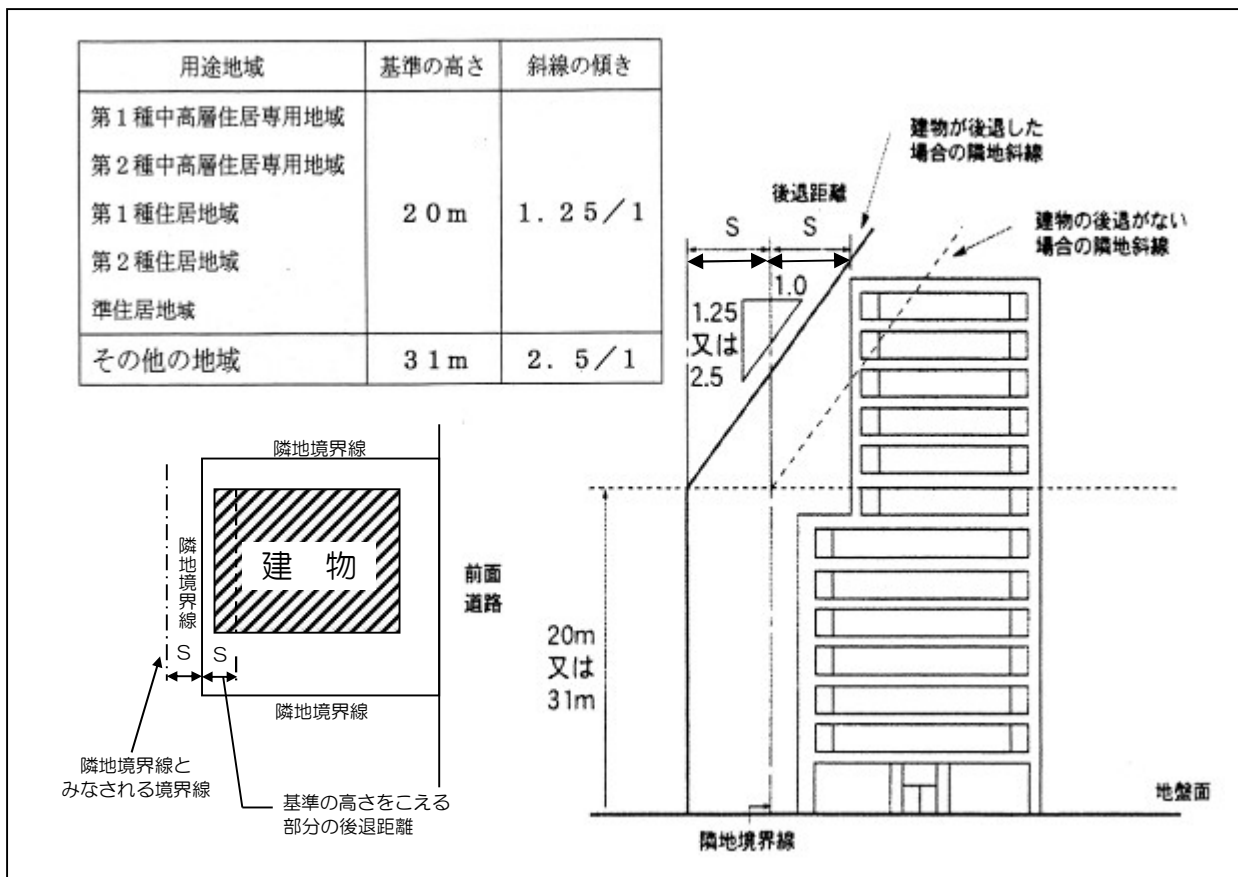 用途地域 基準の高さ 斜線の傾き
第1種中高層住居専用地域
第2種中高層住居専用地域
第1種住居地域 20m 1.25/1
第2種住居地域
準住居地域
その他の地域 31m 2.5/1
建物が後退した
場合の隣地斜線
後退距離
S S
建物の後退がない
場合の隣地斜線
1.0
1.25
又は
2.5
20m
又は
31m
地盤面
隣地境界線
隣地境界線
隣地境界線
建 物
前面
道路
S S
隣地境界線
隣地境界線と
みなされる境界線
基準の高さをこえる
部分の後退距離